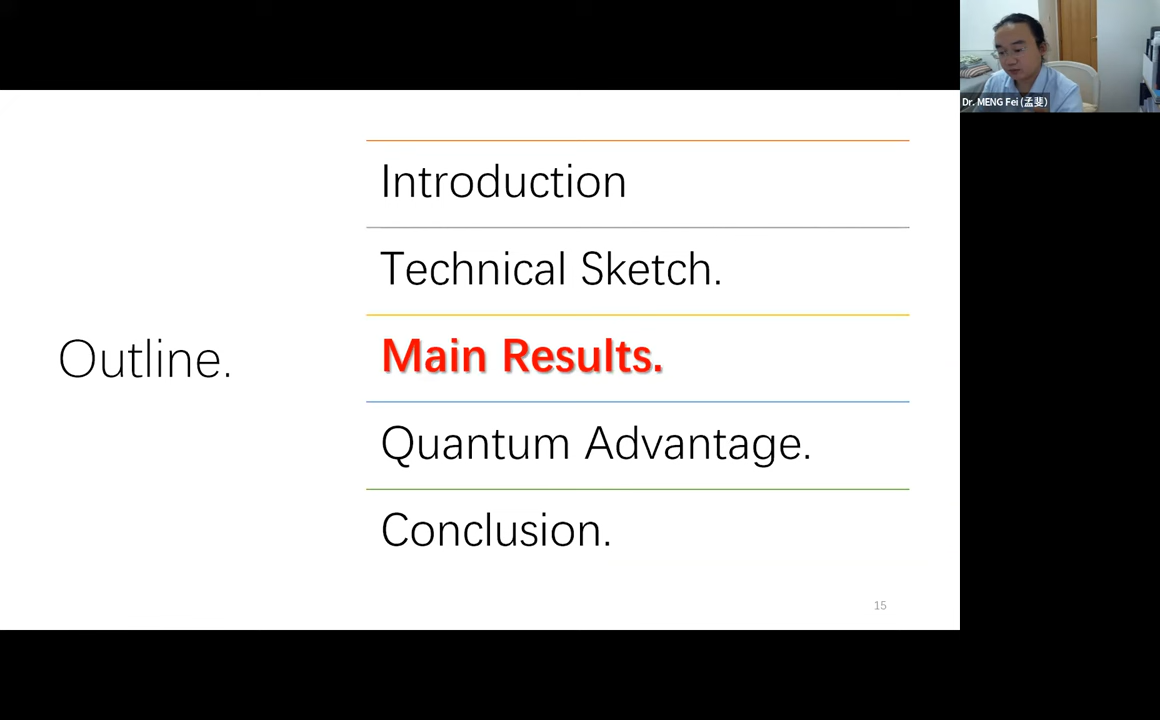 Dr. MENG Fei (孟斐)
Introduction
Technical Sketch.
Outline.
Main Results.
Quantum Advantage.
Conclusion.
15